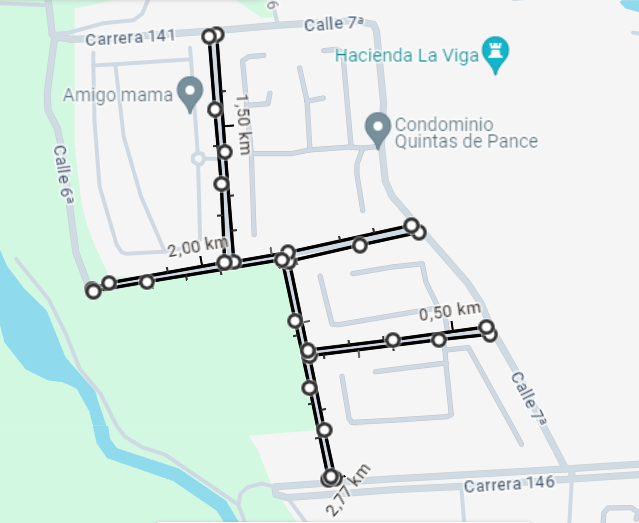 6
Calle 7ª
Carrera 141
Hacienda La Viga
Amigo mama
1,50 km
Condominio
Quintas de Pance
Calle 6ª
2,00 km
0,50 km
Calle 7ª
2,77 km
Carrera 146